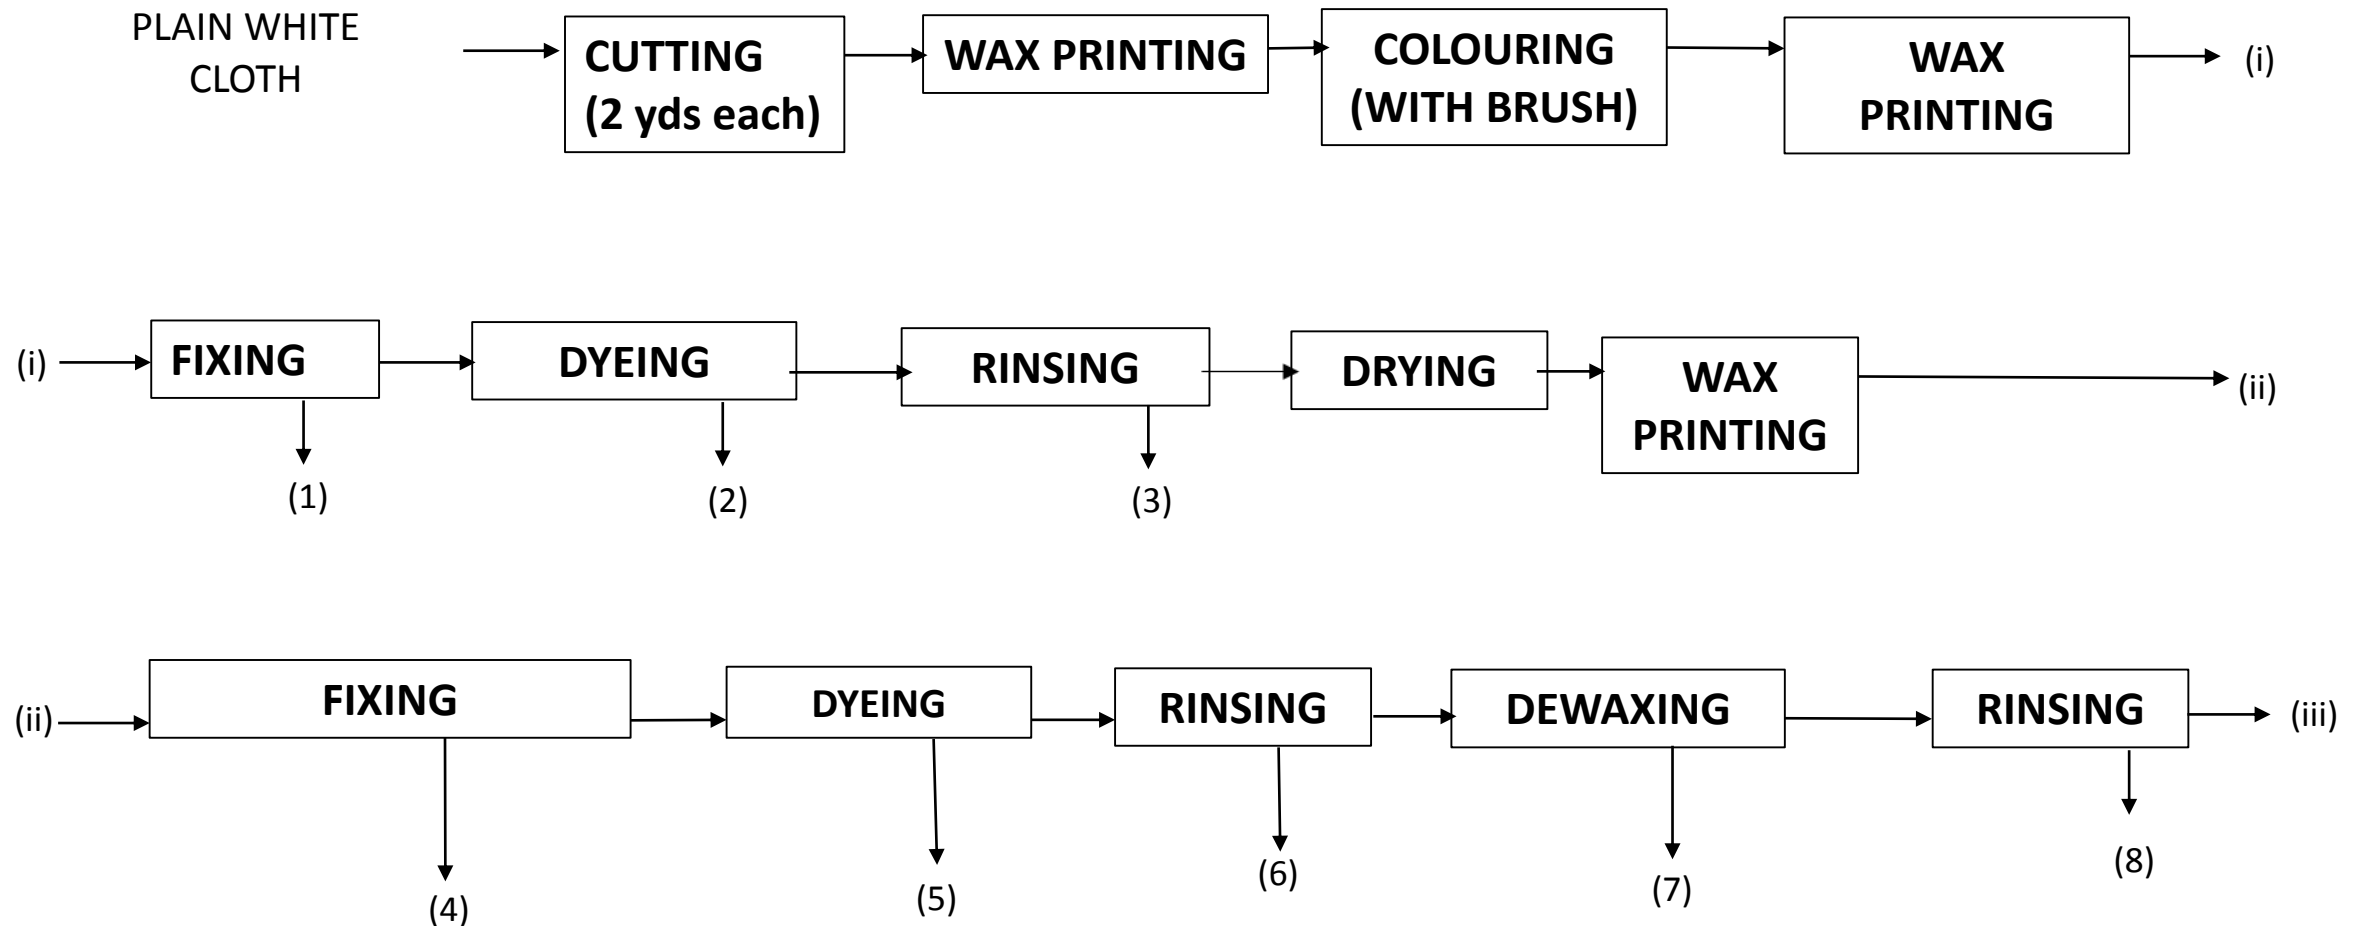 PLAIN WHITE
CLOTH
CUTTING
(2 yds each)
WAX PRINTING
COLOURING
(WITH BRUSH)
WAX
PRINTING
(i)
(i)
FIXING
DYEING
RINSING
DRYING
WAX
PRINTING
(ii)
(1)
(2)
(3)
(ii)
FIXING
DYEING
RINSING
DEWAXING
RINSING
(iii)
(4)
(5)
(6)
(7)
(8)